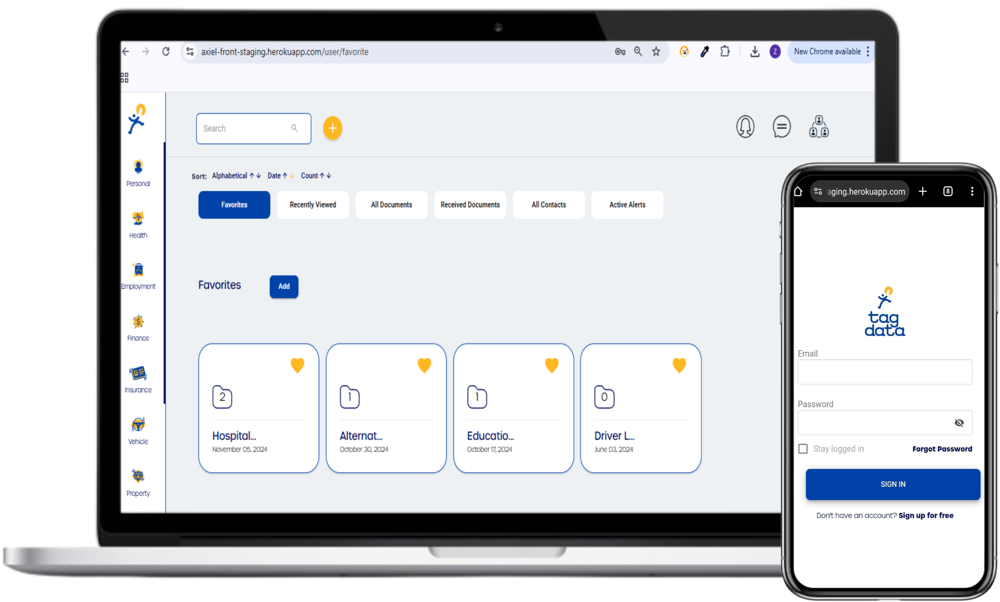 axiel-front-staging.herokuapp.com/user/favorite
Z
New Chrome available
Search
Personal
Health
Employment
Finance
Insurance
Vehicle
Property
Sort: Alphabetical ↑ ↓ Date ↑ ↓ Count ↑ ↓
Favorites
Recently Viewed
All Documents
Received Documents
All Contacts
Active Alerts
Favorites
Add
2
Hospital...
November 05, 2024
1
Alternat...
October 30, 2024
1
Educatio...
October 17, 2024
0
Driver L...
June 03, 2024
aging.herokuapp.com
8
tag
data
Email
Password
Stay logged in
Forgot Password
SIGN IN
Don't have an account? Sign up for free